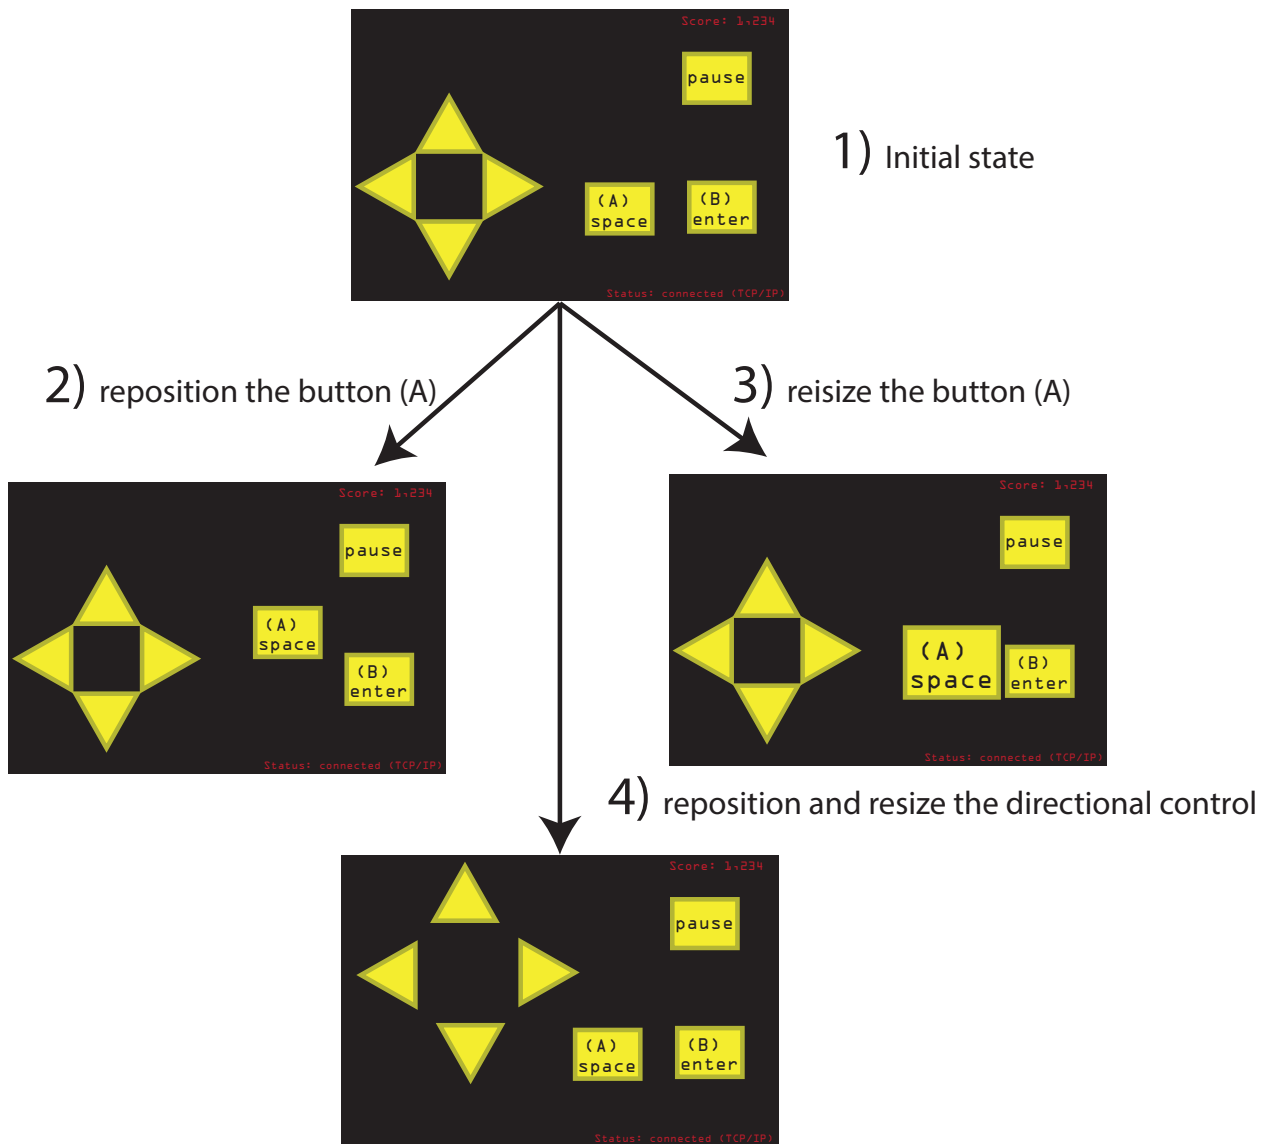 Score: 1,234
pause
1) Initial state
(A)
space
(B)
enter
Status: connected (TCP/IP)
2) reposition the button (A)
3) reisize the button (A)
Score: 1,234
pause
(A)
space
(B)
enter
Status: connected (TCP/IP)
Score: 1,234
pause
(A)
space
(B)
enter
Status: connected (TCP/IP)
4) reposition and resize the directional control
Score: 1,234
pause
(A)
space
(B)
enter
Status: connected (TCP/IP)